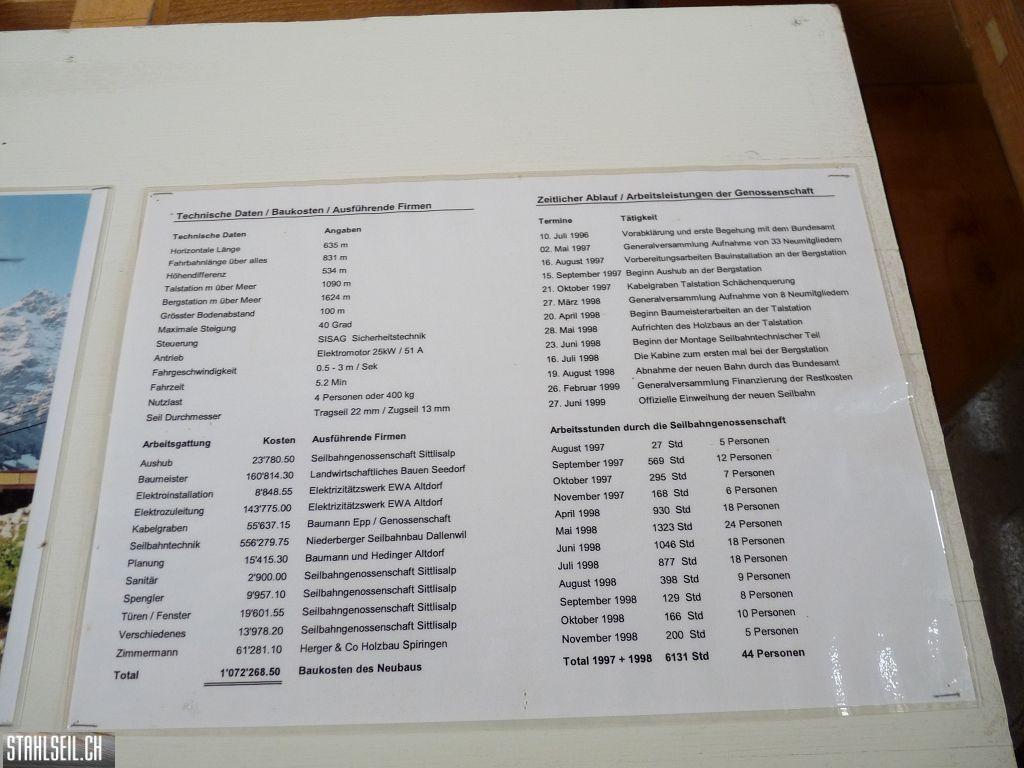 Technische Daten / Baukosten / Ausführende Firmen
Technische Daten Angaben
Horizontale Länge 635 m
Fahrbahnlänge über alles 831 m
Höhendifferenz 534 m
Talstation m über Meer 1090 m
Bergstation m über Meer 1624 m
Grösster Bodenabstand 100 m
Maximale Steigung 40 Grad
Steuerung SISAG Sicherheitstechnik
Antrieb Elektromotor 25kW / 51 A
Fahrgeschwindigkeit 0.5 - 3 m / Sek
Fahrzeit 5.2 Min
Nutzlast 4 Personen oder 400 kg
Seil Durchmesser Tragseil 22 mm / Zugseil 13 mm
Arbeitsgattung Kosten Ausführende Firmen
Aushub 23'780.50 Seilbahngenossenschaft Sittlisalp
Baumeister 160'814.30 Landwirtschaftliches Bauen Seedorf
Elektroinstallation 8'848.55 Elektrizitätszwerk EWA Altdorf
Elektrozuleitung 143'775.00 Elektrizitätszwerk EWA Altdorf
Kabelgraben 55'637.15 Baumann Epp / Genossenschaft
Seilbahntechnik 556'279.75 Niederberger Seilbahnbau Dallenwil
Planung 15'415.30 Baumann und Hedinger Altdorf
Sanitär 2'900.00 Seilbahngenossenschaft Sittlisalp
Spengler 9'957.10 Seilbahngenossenschaft Sittlisalp
Türen / Fenster 19'601.55 Seilbahngenossenschaft Sittlisalp
Verschiedenes 13'978.20 Seilbahngenossenschaft Sittlisalp
Zimmermann 61'281.10 Herger & Co Holzbau Spiringen
Total 1'072'268.50 Baukosten des Neubaus
Zeitlicher Ablauf / Arbeitsleistungen der Genossenschaft
Termine Tätigkeit
10. Juli 1996 Vorabklärung und erste Begehung mit dem Bundesamt
02. Mai 1997 Generalversammlung Aufnahme von 33 Neumitgliedern
16. August 1997 Vorbereitungsarbeiten Bauinstallation an der Bergstation
15. September 1997 Beginn Aushub an der Bergstation
21. Oktober 1997 Kabelgraben Talstation Schächenquerung
27. März 1998 Generalversammlung Aufnahme von 8 Neumitgliedern
20. April 1998 Beginn Baumeisterarbeiten an der Talstation
28. Mai 1998 Aufrichten des Holzbaus an der Talstation
23. Juni 1998 Beginn der Montage Seilbahntechnischer Teil
16. Juli 1998 Die Kabine zum ersten mal bei der Bergstation
19. August 1998 Abnahme der neuen Bahn durch das Bundesamt
26. Februar 1999 Generalversammlung Finanzierung der Restkosten
27. Juni 1999 Offizielle Einweihung der neuen Seilbahn
Arbeitsstunden durch die Seilbahngenossenschaft
August 1997 27 Std 5 Personen
September 1997 569 Std 12 Personen
Oktober 1997 295 Std 7 Personen
November 1997 168 Std 6 Personen
April 1998 930 Std 18 Personen
Mai 1998 1323 Std 24 Personen
Juni 1998 1046 Std 18 Personen
Juli 1998 877 Std 18 Personen
August 1998 398 Std 9 Personen
September 1998 129 Std 8 Personen
Oktober 1998 166 Std 10 Personen
November 1998 200 Std 5 Personen
Total 1997 + 1998 6131 Std 44 Personen
STAHLSEIL.CH